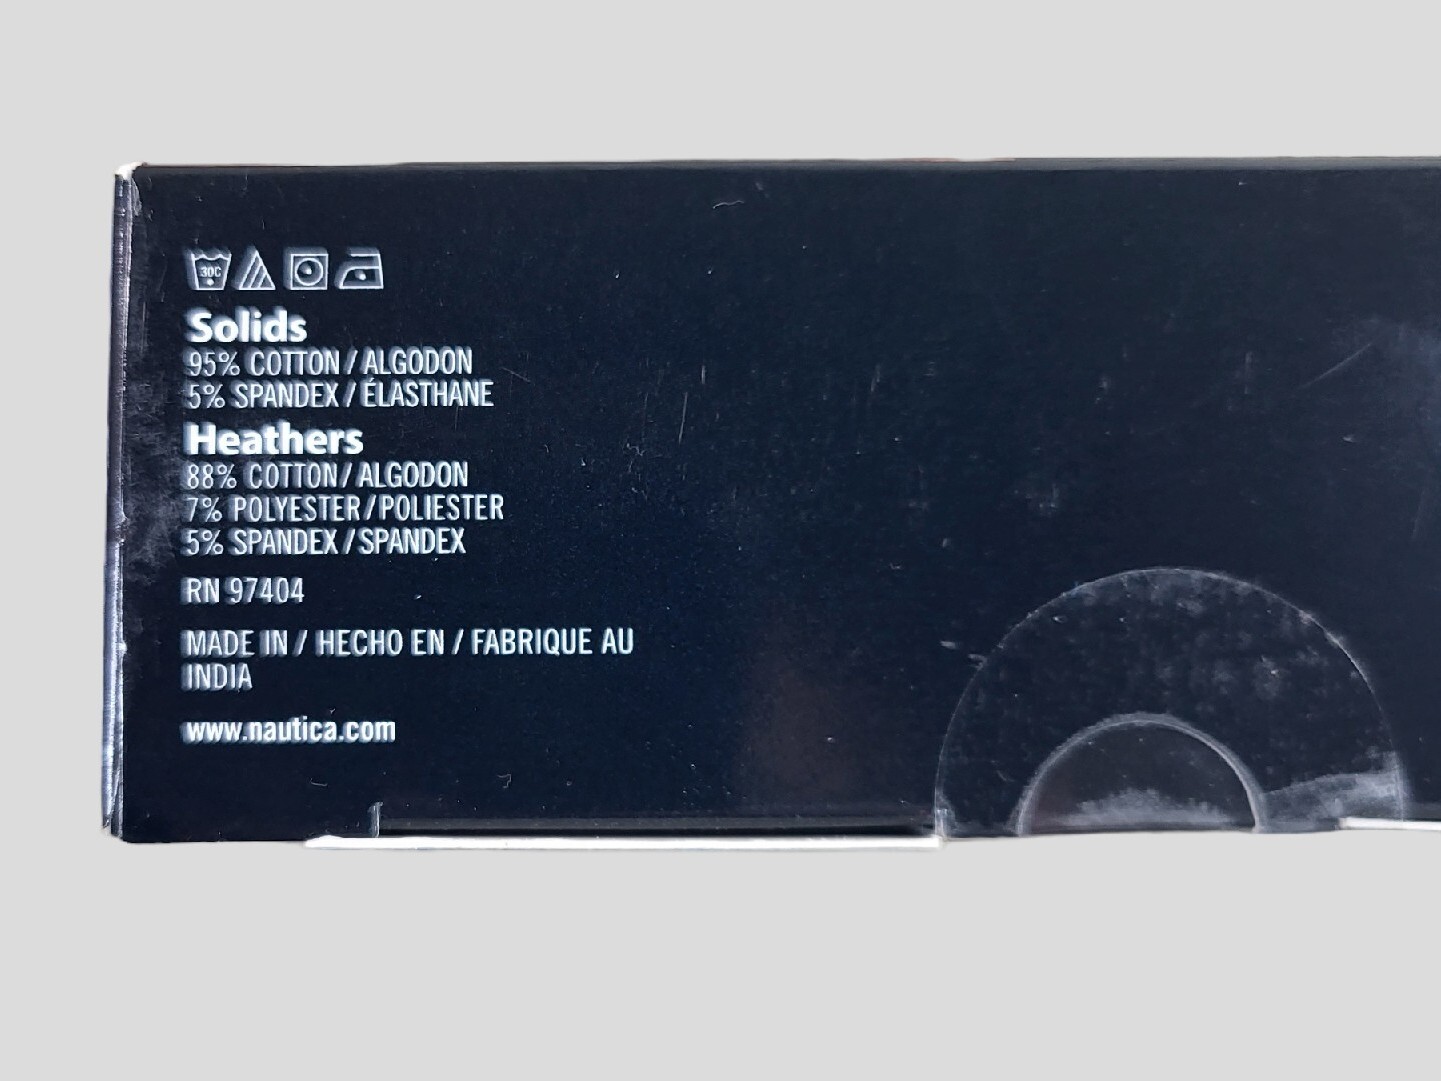 30C
Solids
95% COTTON / ALGODON
5% SPANDEX / ÉLASTHANE
Heathers
88% COTTON / ALGODON
7% POLYESTER / POLIESTER
5% SPANDEX / SPANDEX
RN 97404
MADE IN / HECHO EN / FABRIQUE AU
INDIA
www.nautica.com